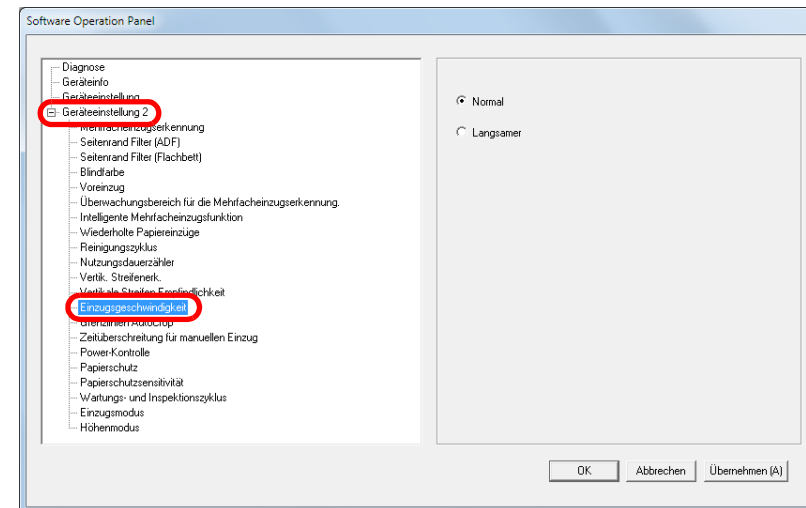 Software Operation Panel
Diagnose
Geräteinfo
Geräteeinstellung
Geräteeinstellung 2
Mehrfacheinzugserkennung
Seitenrand Filter (ADF)
Seitenrand Filter (Flachbett)
Blindfarbe
Voreinzug
Überwachungsbereich für die Mehrfacheinzugserkennung.
Intelligente Mehrfacheinzugsfunktion
Wiederholte Papiereinzüge
Reinigungszyklus
Nutzungsdauerzähler
Vertik. Streifenerk.
Vertikale Streifen Empfindlichkeit
Einzugsgeschwindigkeit
Grenzlinien AutoCrop
Zeitüberschreitung für manuellen Einzug
Power-Kontrolle
Papierschutz
Papierschutzsensitivität
Wartungs- und Inspektionszyklus
Einzugsmodus
Höhenmodus
Normal
Langsamer
OK
Abbrechen
Übernehmen (A)